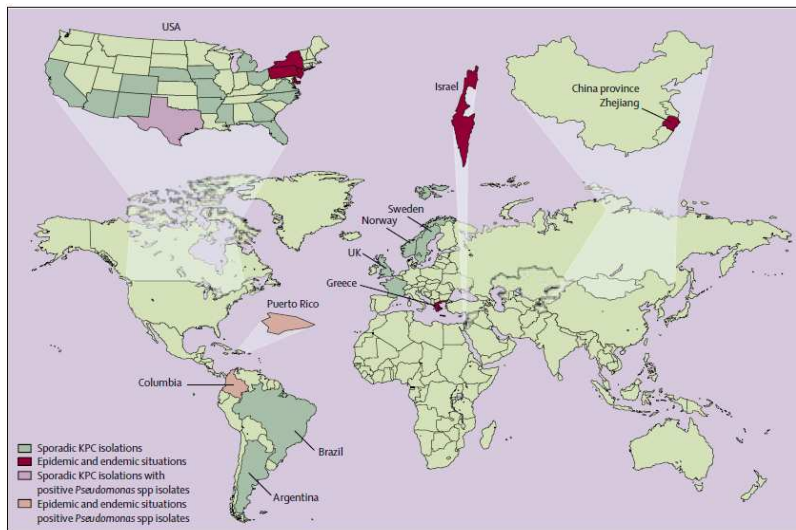 USA
Israel
China province
Zhejiang
Sweden
Norway
UK
Greece
Puerto Rico
Columbia
Brazil
Argentina
Sporadic KPC isolations
Epidemic and endemic situations
Sporadic KPC isolations with
positive Pseudomonas spp isolates
Epidemic and endemic situations
positive Pseudomonas spp isolates